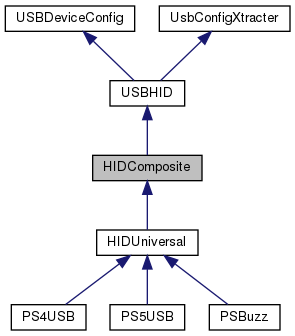 USBDeviceConfig
UsbConfigXtracter
USBHID
HIDComposite
HIDUniversal
PS4USB
PS5USB
PSBuzz